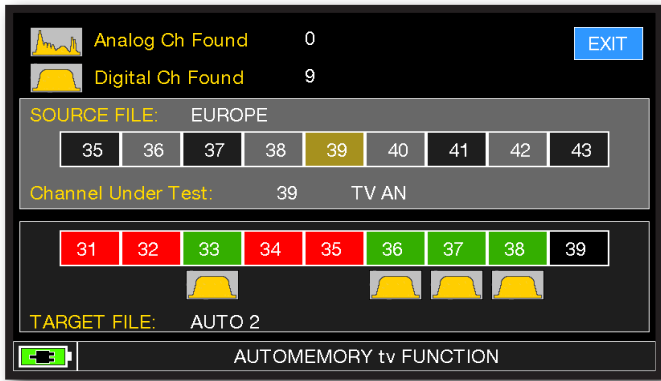 Analog Ch Found 0
EXIT
Digital Ch Found 9
SOURCE FILE: EUROPE
35 36 37 38 39 40 41 42 43
Channel Under Test: 39 TV AN
31 32 33 34 35 36 37 38 39
TARGET FILE: AUTO 2
AUTOMEMORY tv FUNCTION